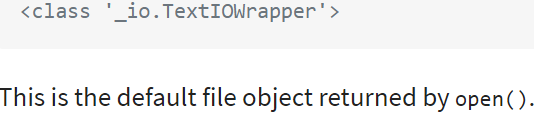 <class '_io.TextIOWrapper'>
This is the default file object returned by open().